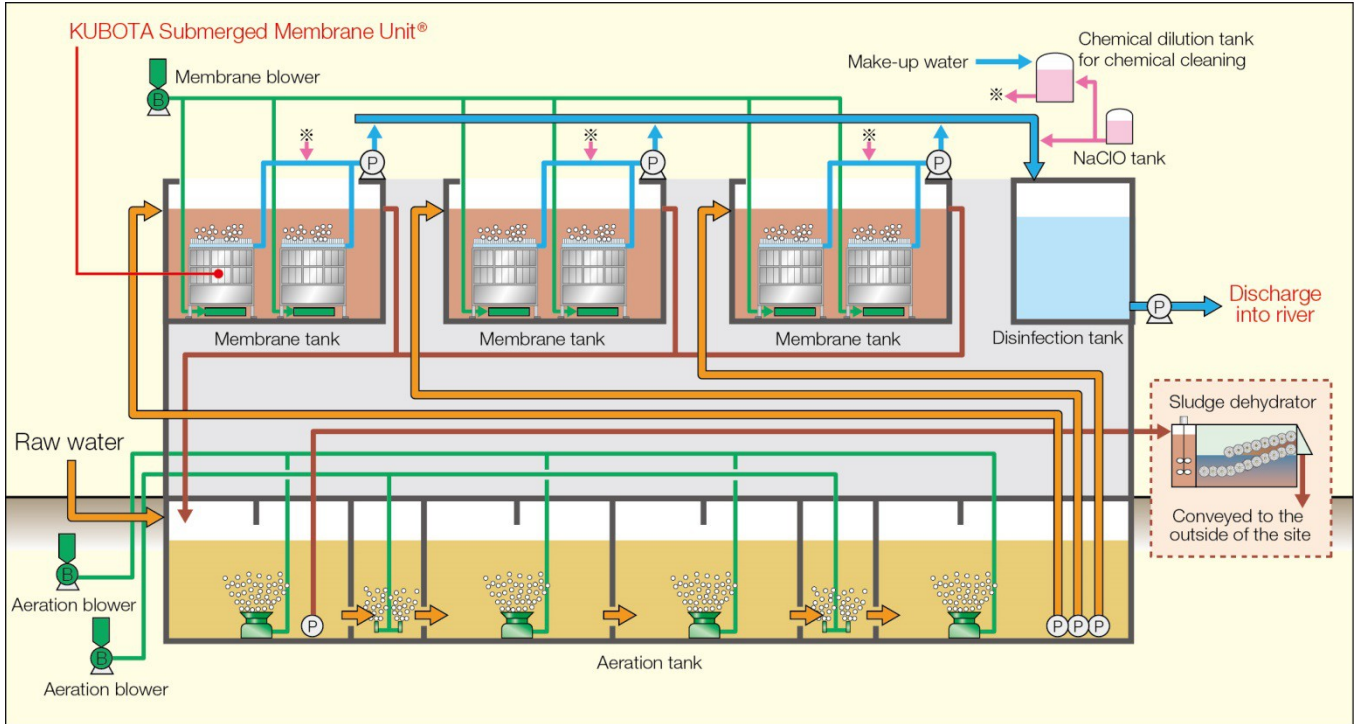 KUBOTA Submerged Membrane Unit®
Membrane blower
B
Make-up water
Chemical dilution tank
for chemical cleaning
※
NaClO tank
※
※
※
P
P
P
Membrane tank
Membrane tank
Membrane tank
Disinfection tank
P
Discharge
into river
Sludge dehydrator
Conveyed to the
outside of the site
Raw water
B
Aeration blower
B
Aeration blower
P
P
P
P
Aeration tank